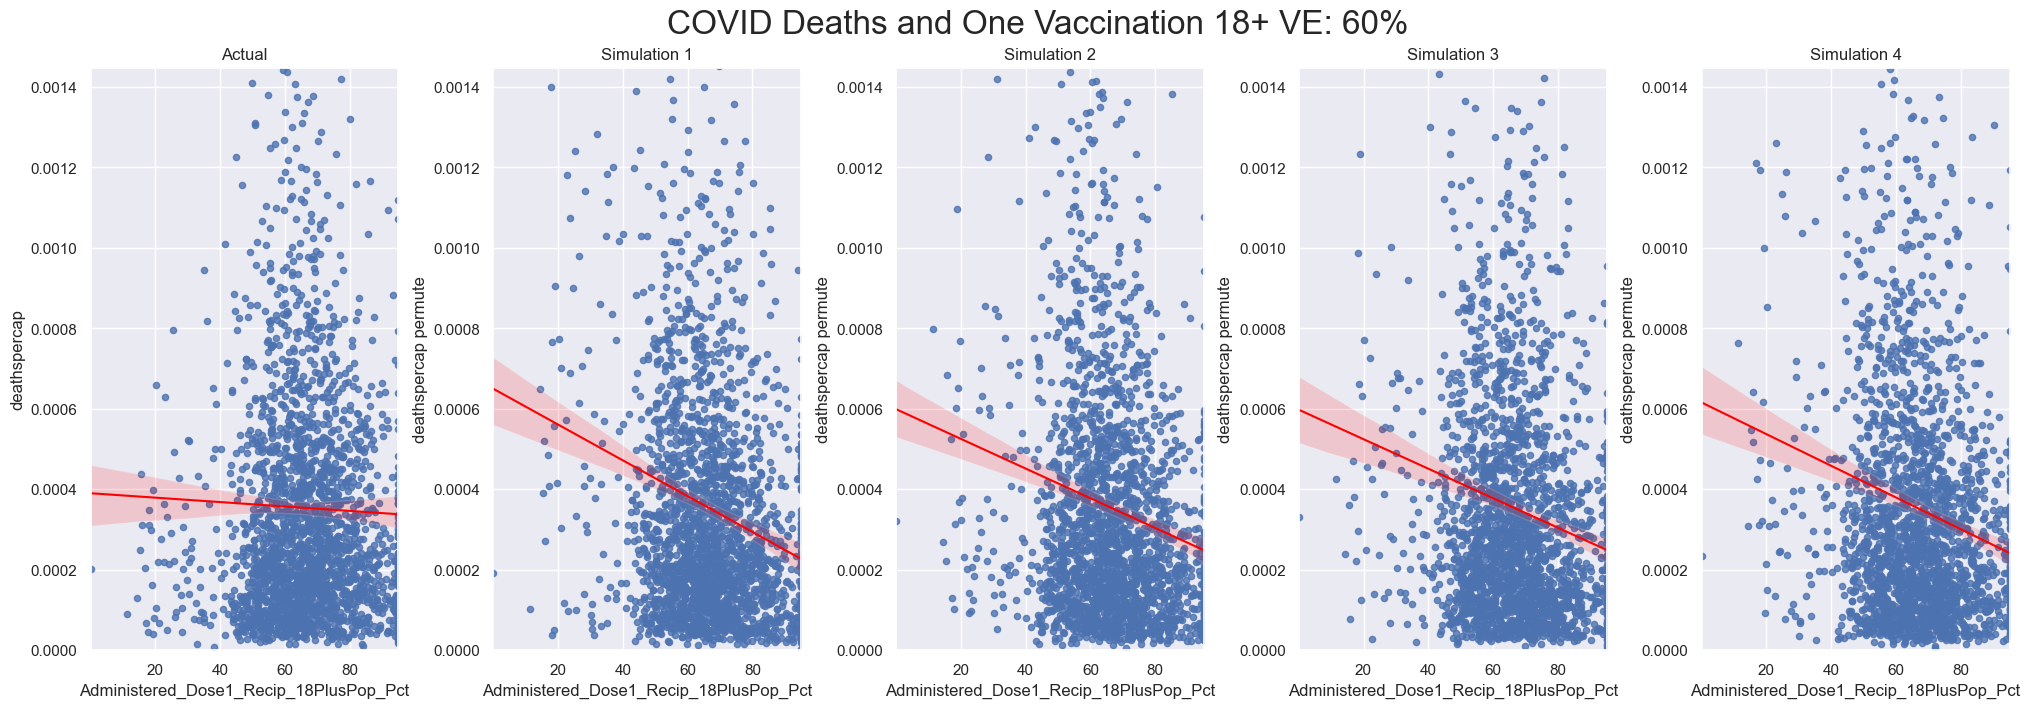 COVID Deaths and One Vaccination 18+ VE: 60%
Actual
Simulation 1
Simulation 2
Simulation 3
Simulation 4
deathspercap
0.0014
0.0012
0.0010
0.0008
0.0006
0.0004
0.0002
0.0000
20 40 60 80
Administered_Dose1_Recip_18PlusPop_Pct
deathspercap permute
0.0014
0.0012
0.0010
0.0008
0.0006
0.0004
0.0002
0.0000
20 40 60 80
Administered_Dose1_Recip_18PlusPop_Pct
deathspercap permute
0.0014
0.0012
0.0010
0.0008
0.0006
0.0004
0.0002
0.0000
20 40 60 80
Administered_Dose1_Recip_18PlusPop_Pct
deathspercap permute
0.0014
0.0012
0.0010
0.0008
0.0006
0.0004
0.0002
0.0000
20 40 60 80
Administered_Dose1_Recip_18PlusPop_Pct
deathspercap permute
0.0014
0.0012
0.0010
0.0008
0.0006
0.0004
0.0002
0.0000
20 40 60 80
Administered_Dose1_Recip_18PlusPop_Pct